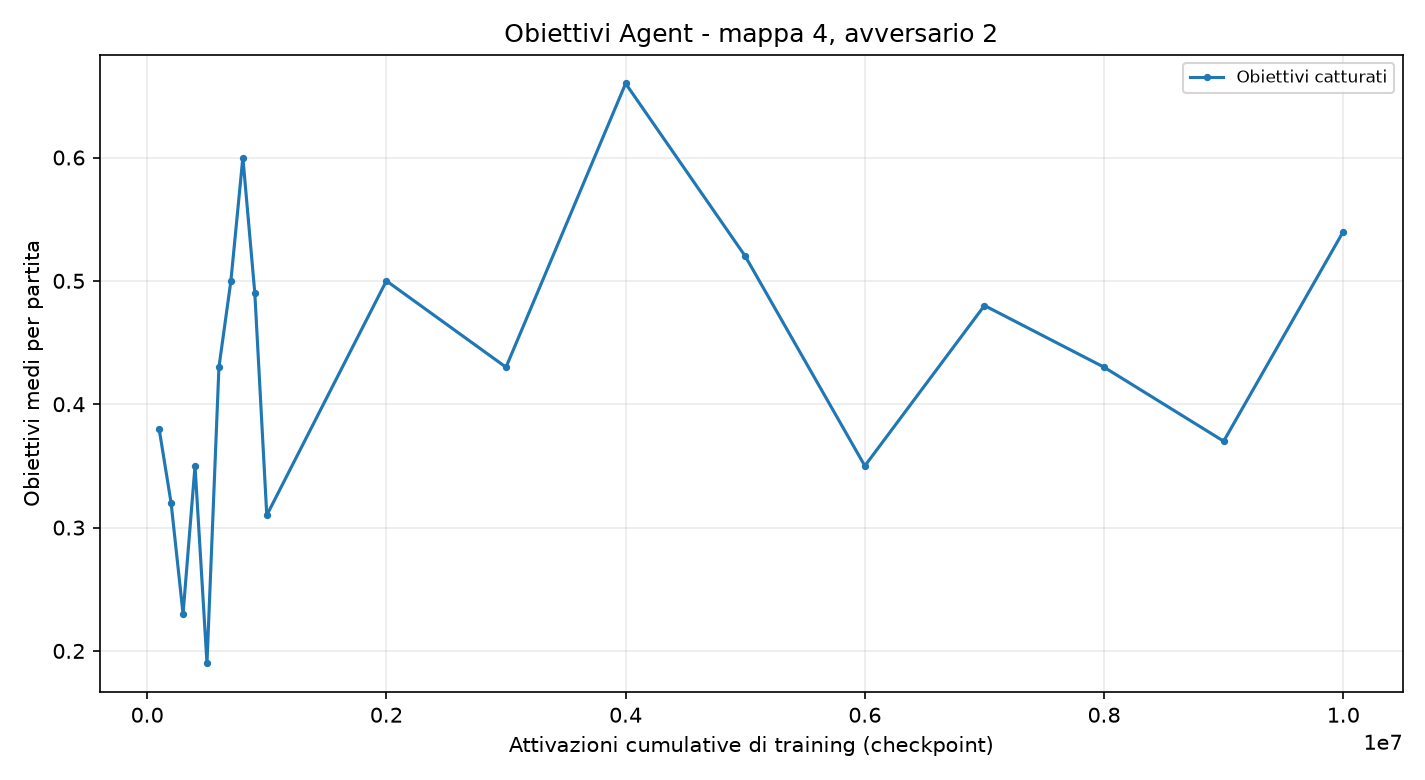 Obiettivi Agent - mappa 4, avversario 2
Obiettivi catturati
Obiettivi medi per partita
0.6
0.5
0.4
0.3
0.2
0.0
0.2
0.4
0.6
0.8
1.0
1e7
Attivazioni cumulative di training (checkpoint)